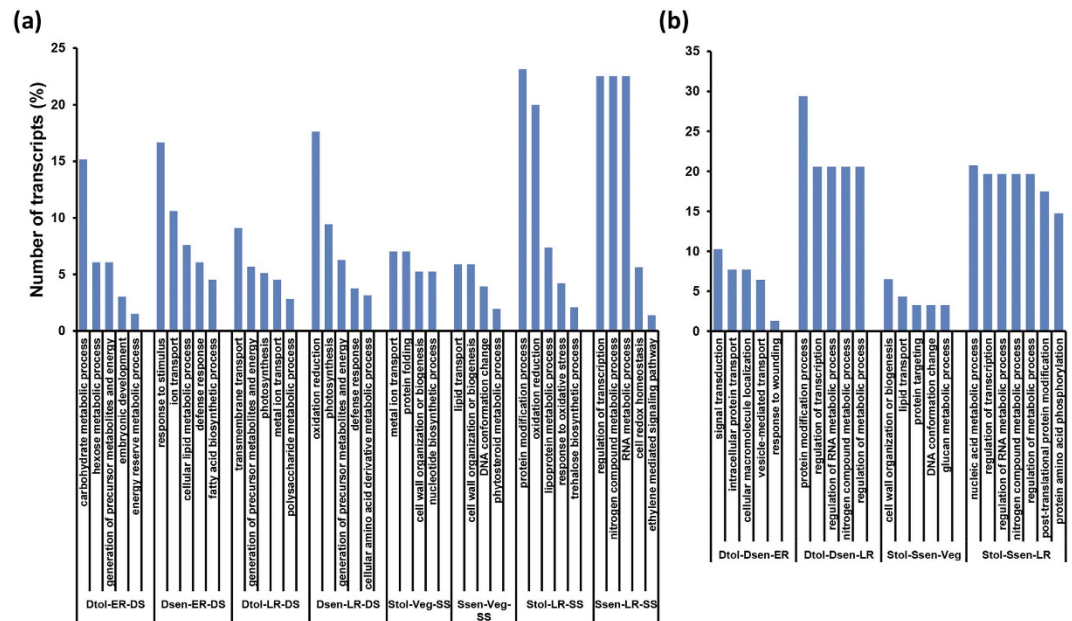 (a)
Number of transcripts (%)
25
20
15
10
5
0
carbohydrate metabolic process
hexose metabolic process
generation of precursor metabolites and energy
embryonic development
energy reserve metabolic process
response to stimulus
ion transport
cellular lipid metabolic process
defense response
fatty acid biosynthetic process
transmembrane transport
generation of precursor metabolites and energy
photosynthesis
metal ion transport
polysaccharide metabolic process
oxidation reduction
photosynthesis
generation of precursor metabolites and energy
defense response
cellular amino acid derivative metabolic process
metal ion transport
protein folding
cell wall organization or biogenesis
nucleotide biosynthetic process
lipid transport
cell wall organization or biogenesis
DNA conformation change
phytosteroid metabolic process
protein modification process
oxidation reduction
lipoprotein metabolic process
response to oxidative stress
trehalose biosynthetic process
regulation of transcription
nitrogen compound metabolic process
RNA metabolic process
cell redox homeostasis
ethylene mediated signaling pathway
Dtol-ER-DS
Dsen-ER-DS
Dtol-LR-DS
Dsen-LR-DS
Stol-Veg-SS
Ssen-Veg-
SS
Stol-LR-SS
Ssen-LR-SS
(b)
35
30
25
20
15
10
5
0
signal transduction
intracellular protein transport
cellular macromolecule localization
vesicle-mediated transport
response to wounding
protein modification process
regulation of transcription
regulation of RNA metabolic process
nitrogen compound metabolic process
regulation of metabolic process
cell wall organization or biogenesis
lipid transport
protein targeting
DNA conformation change
glucan metabolic process
nucleic acid metabolic process
regulation of transcription
regulation of RNA metabolic process
nitrogen compound metabolic process
regulation of metabolic process
post-translational protein modification
protein amino acid phosphorylation
Dtol-Dsen-ER
Dtol-Dsen-LR
Stol-Ssen-Veg
Stol-Ssen-LR